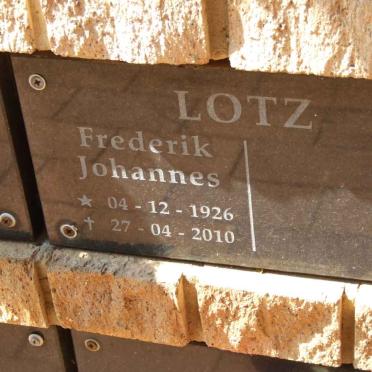 LOTZ
Frederik
Johannes
★ 04 - 12 - 1926
✝ 27 - 04 - 2010